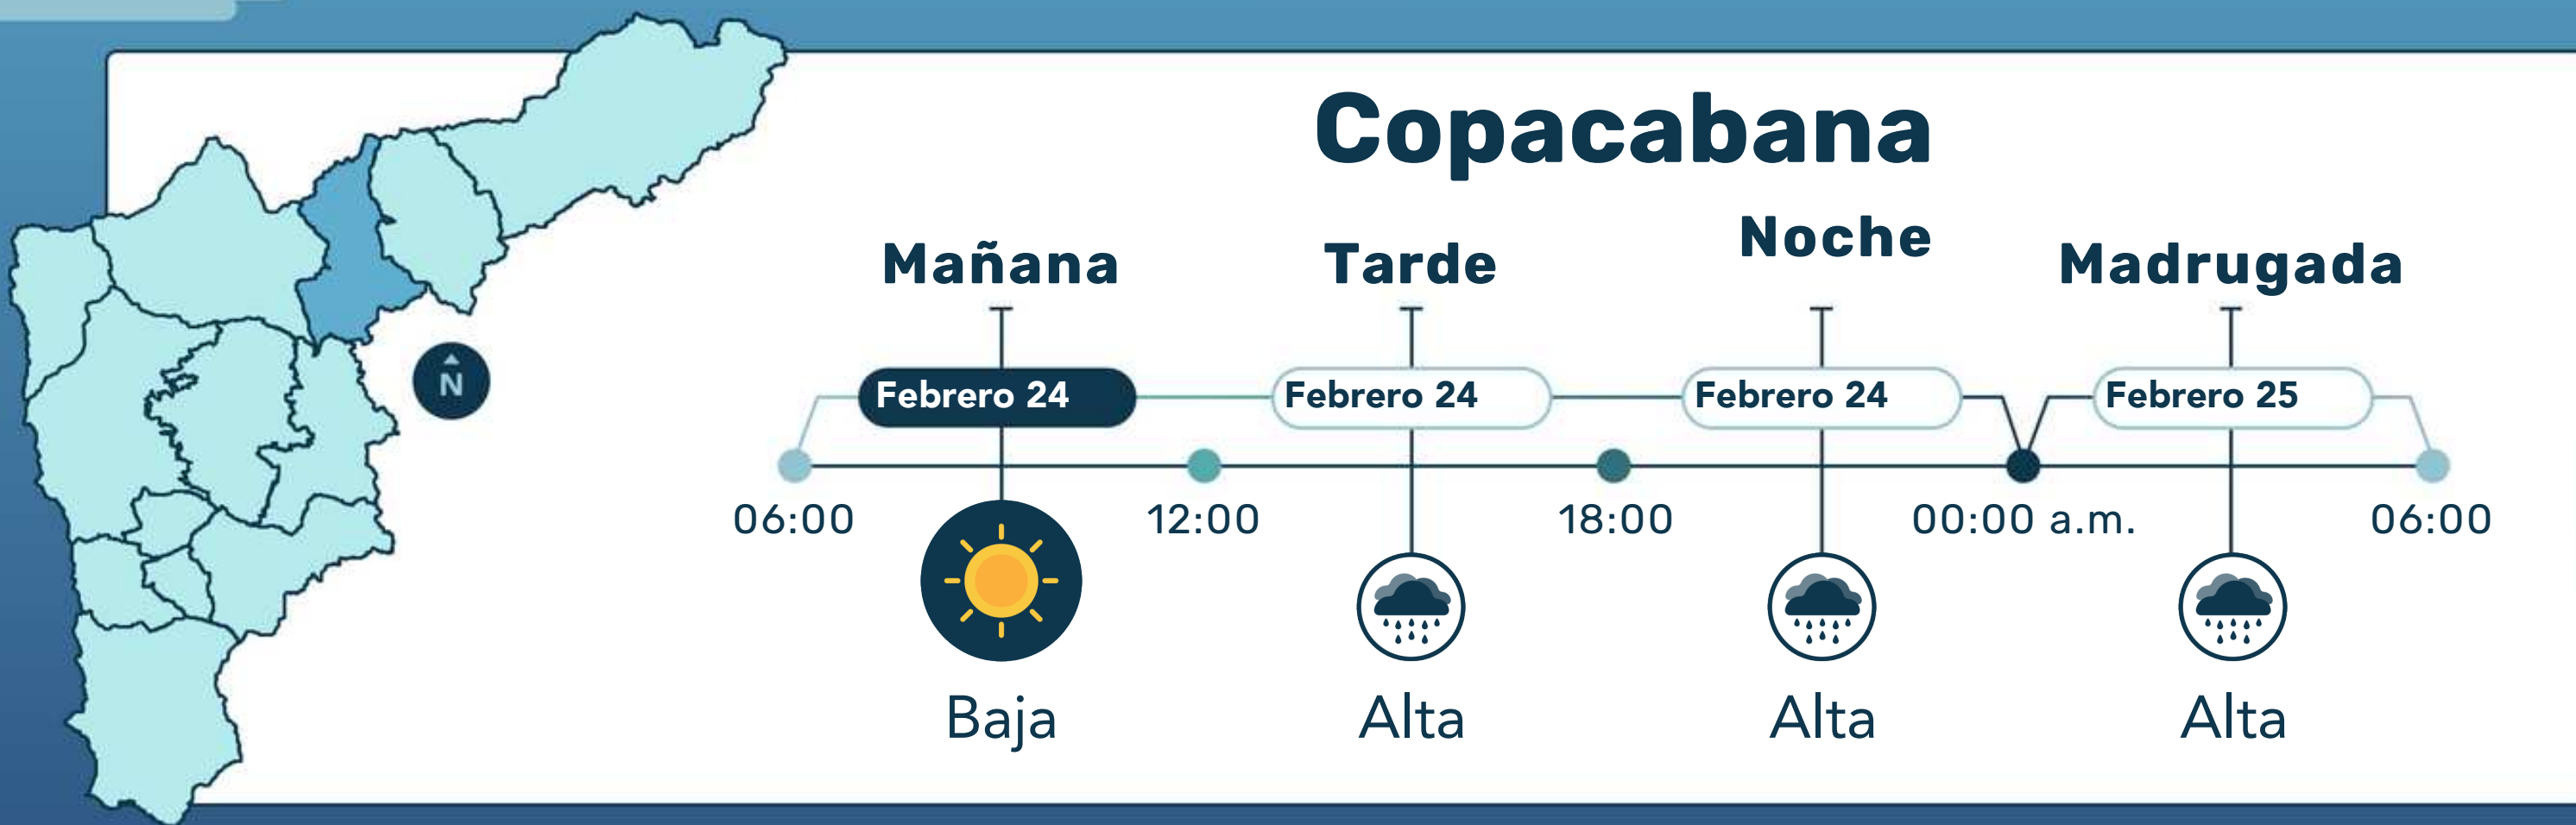 Copacabana
Mañana
Tarde
Noche
Madrugada
Febrero 24
Febrero 24
Febrero 24
Febrero 25
N
06:00
12:00
18:00
00:00 a.m.
06:00
Baja
Alta
Alta
Alta